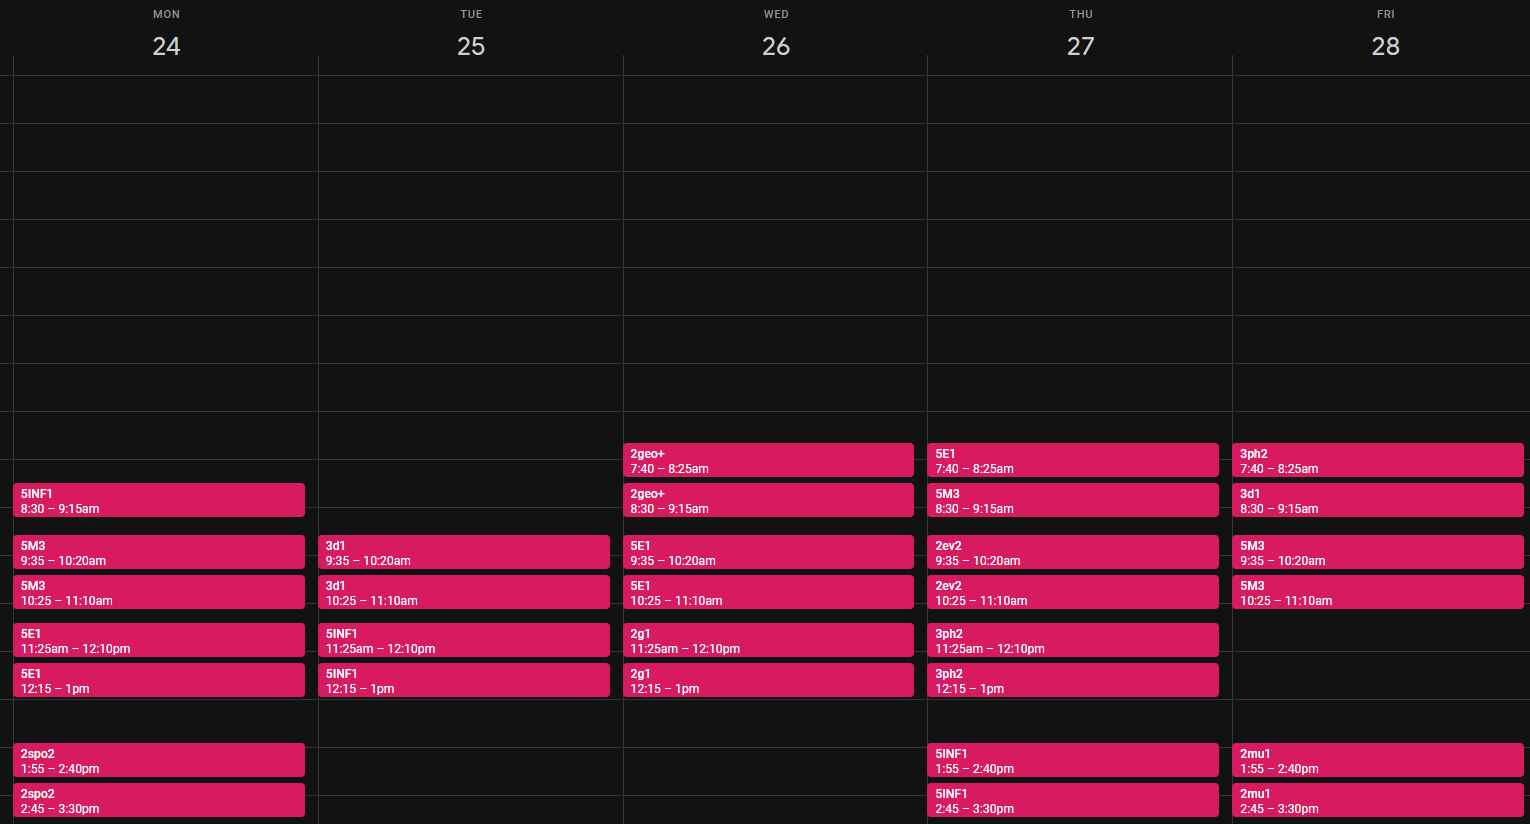 MON
24
TUE
25
WED
26
THU
27
FRI
28
5INF1
8:30 – 9:15am
5M3
9:35 – 10:20am
5M3
10:25 – 11:10am
5E1
11:25am – 12:10pm
5E1
12:15 – 1pm
2spo2
1:55 – 2:40pm
2spo2
2:45 – 3:30pm
3d1
9:35 – 10:20am
3d1
10:25 – 11:10am
5INF1
11:25am – 12:10pm
5INF1
12:15 – 1pm
2geo+
7:40 – 8:25am
2geo+
8:30 – 9:15am
5E1
9:35 – 10:20am
5E1
10:25 – 11:10am
2g1
11:25am – 12:10pm
2g1
12:15 – 1pm
5E1
7:40 – 8:25am
5M3
8:30 – 9:15am
2ev2
9:35 – 10:20am
2ev2
10:25 – 11:10am
3ph2
11:25am – 12:10pm
3ph2
12:15 – 1pm
5INF1
1:55 – 2:40pm
5INF1
2:45 – 3:30pm
3ph2
7:40 – 8:25am
3d1
8:30 – 9:15am
5M3
9:35 – 10:20am
5M3
10:25 – 11:10am
2mu1
1:55 – 2:40pm
2mu1
2:45 – 3:30pm